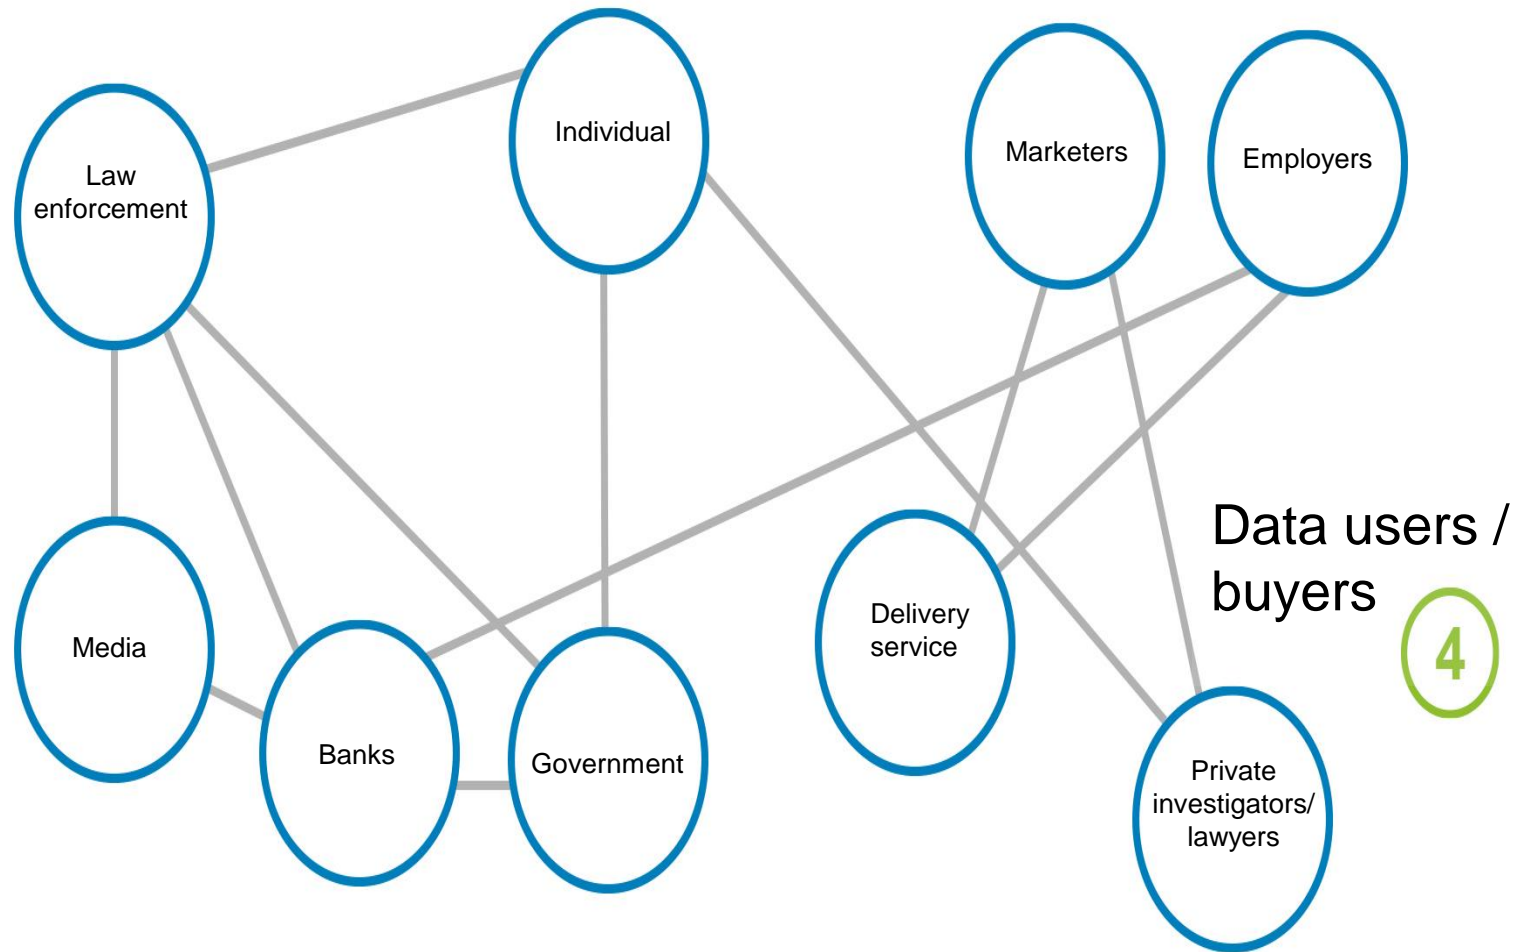 Individual
Marketers
Employers
Law
enforcement
Data users /
buyers
4
Delivery
service
Media
Banks
Government
Private
investigators/
lawyers